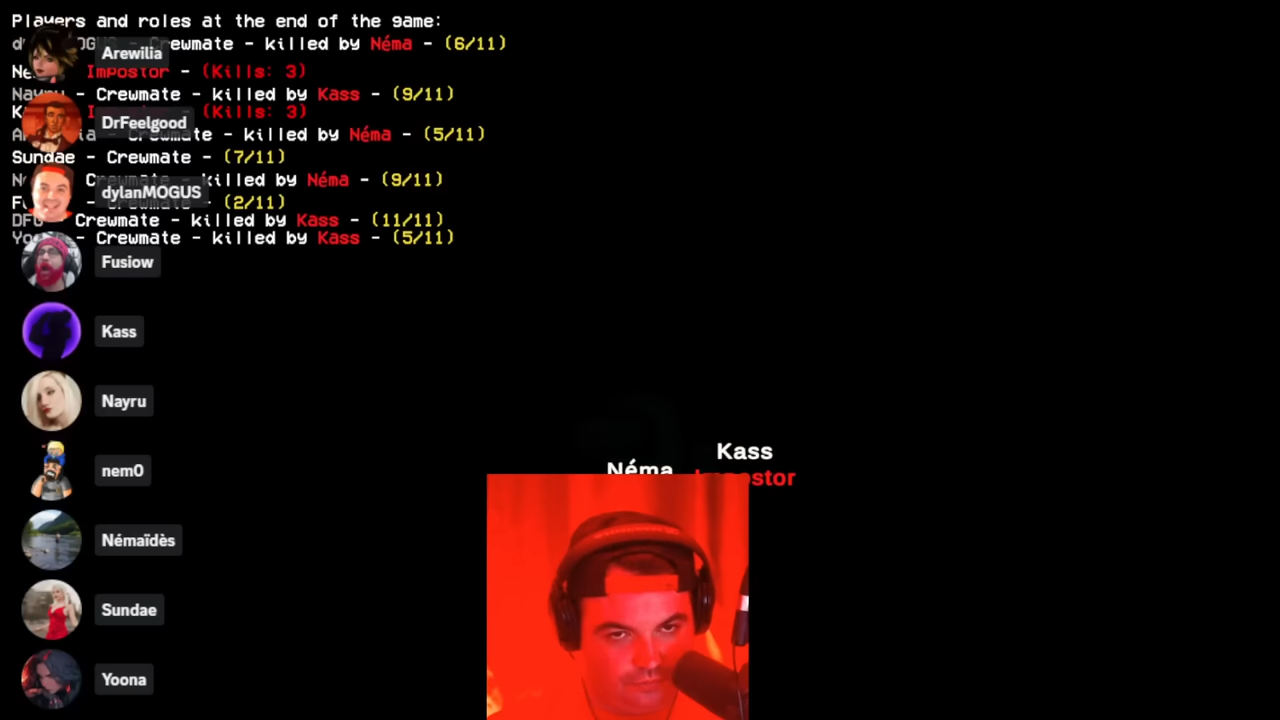 Players and roles at the end of the game:
Crewmate - killed by Néma - (6/11)
Impostor - (Kills: 3)
- Crewmate - killed by Kass - (9/11)
(Kills: 3)
Crewmate - killed by Néma - (5/11)
Sundae - Crewmate - (7/11)
Crewmate - killed by Néma - (9/11)
Crewmate - (2/11)
Crewmate - killed by Kass - (11/11)
- Crewmate - killed by Kass - (5/11)
Arewilia
DrFeelgood
dylanMOGUS
Fusiow
Kass
Nayru
nem0
Némaïdès
Sundae
Yoona
Kass
Néma